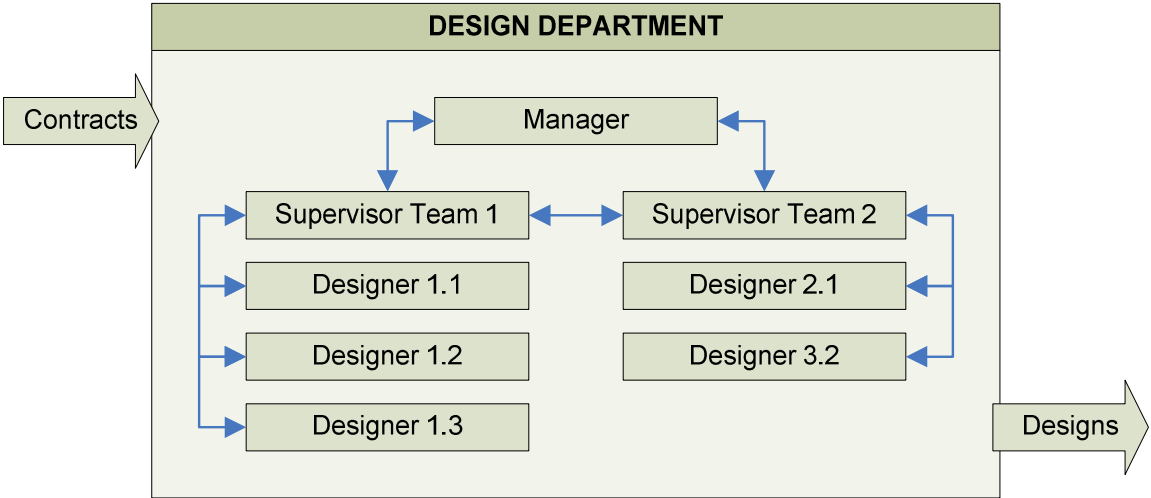 DESIGN DEPARTMENT
Contracts
Manager
Supervisor Team 1
Supervisor Team 2
Designer 1.1
Designer 2.1
Designer 1.2
Designer 3.2
Designer 1.3
Designs